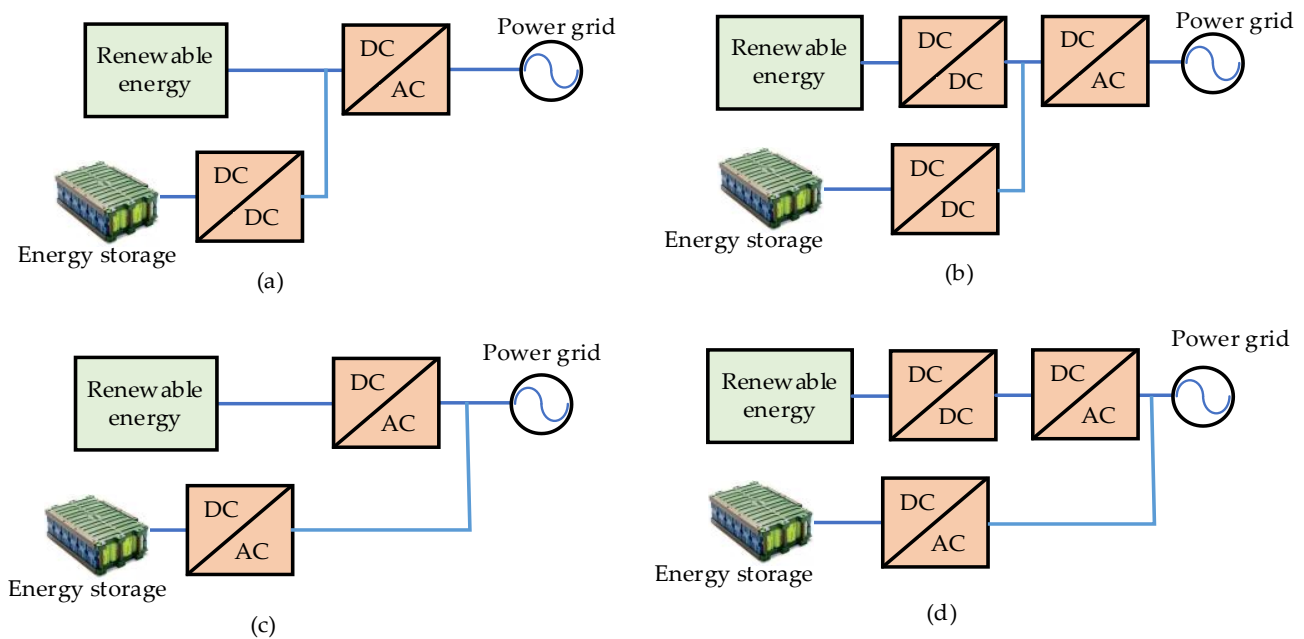 Power grid
Renewable
energy
DC
AC
DC
DC
Energy storage
(a)
Power grid
Renewable
energy
DC
DC
DC
AC
DC
DC
Energy storage
(b)
Power grid
Renewable
energy
DC
AC
DC
AC
Energy storage
(c)
Power grid
Renewable
energy
DC
DC
DC
AC
DC
AC
Energy storage
(d)